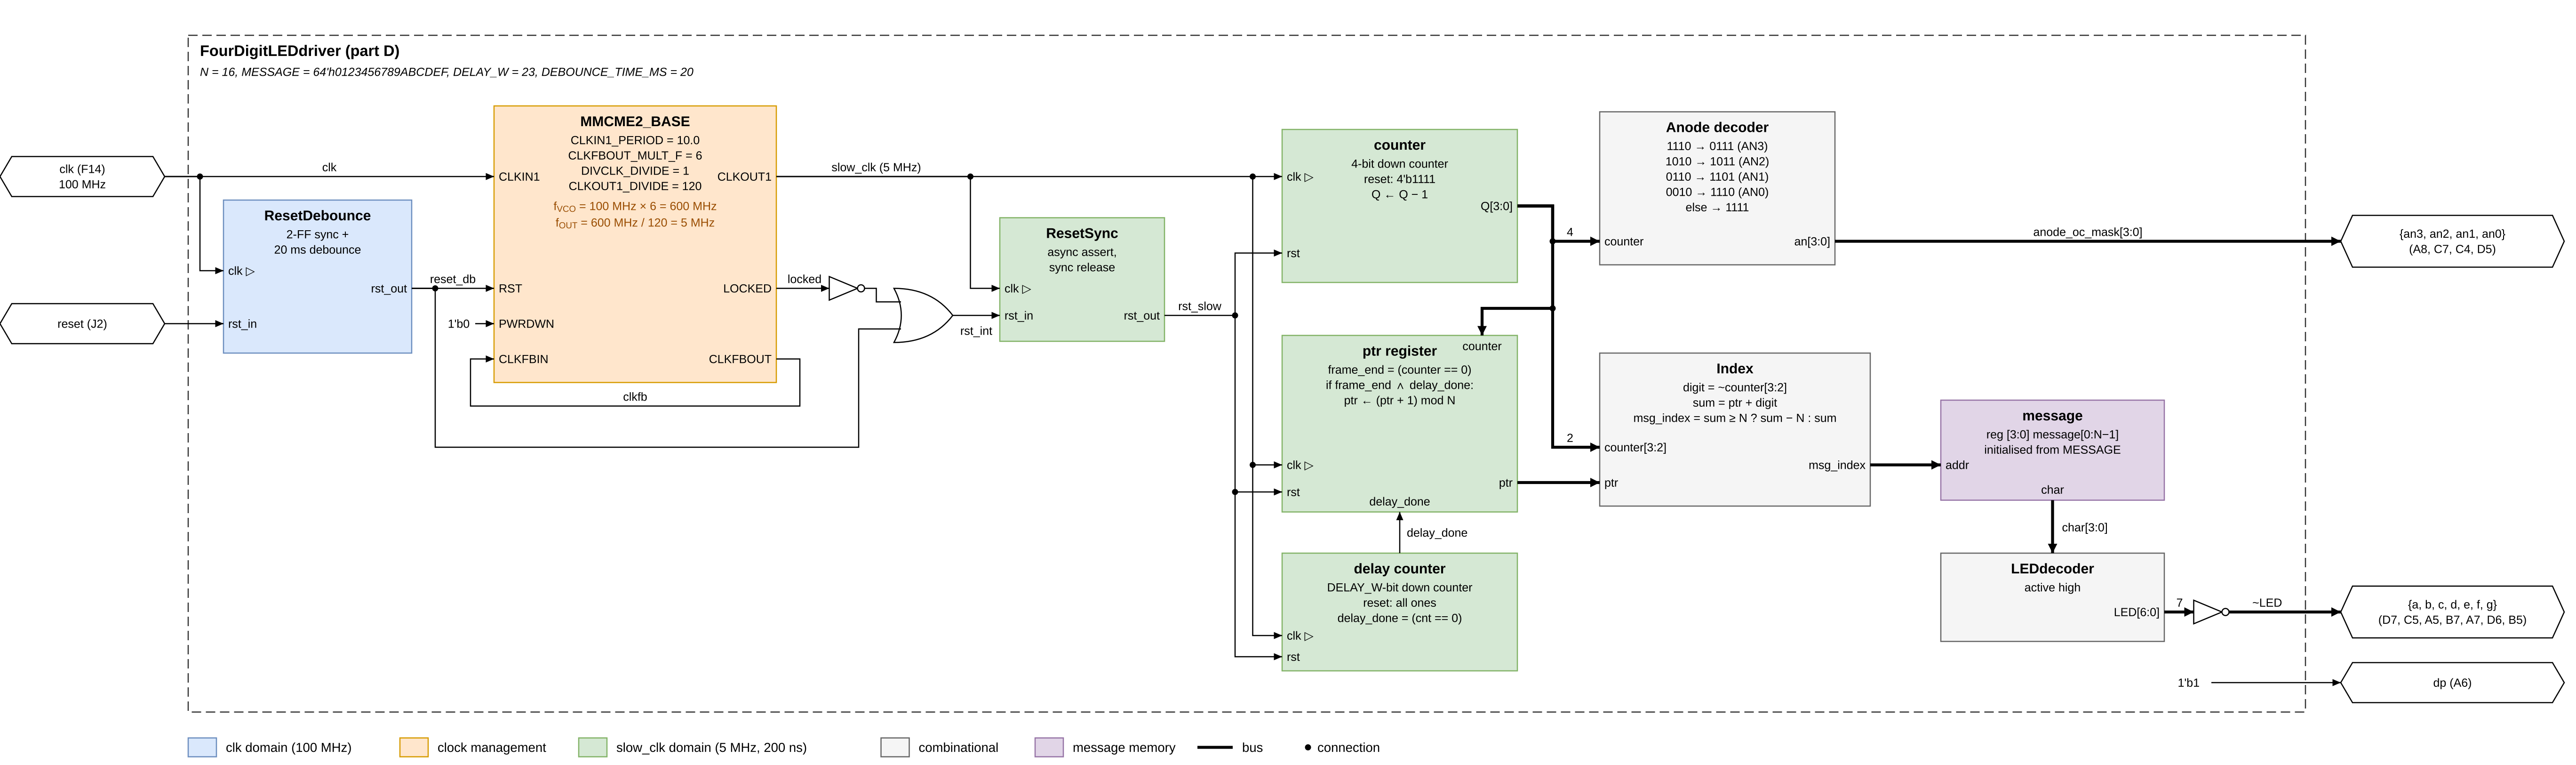 FourDigitLEDdriver (part D)
N = 16, MESSAGE = 64'h0123456789ABCDEF, DELAY_W = 23, DEBOUNCE_TIME_MS = 20
clk (F14)
100 MHz
reset (J2)
clk
ResetDebounce
2-FF sync +
20 ms debounce
clk ▷
rst_out
rst_in
reset_db
1'b0
MMCME2_BASE
CLKIN1_PERIOD = 10.0
CLKFBOUT_MULT_F = 6
DIVCLK_DIVIDE = 1
CLKOUT1_DIVIDE = 120
fVCO = 100 MHz × 6 = 600 MHz
fOUT = 600 MHz / 120 = 5 MHz
CLKIN1
CLKOUT1
RST
LOCKED
PWRDWN
CLKFBIN
CLKFBOUT
clkfb
slow_clk (5 MHz)
locked
rst_int
ResetSync
async assert,
sync release
clk ▷
rst_in
rst_out
rst_slow
counter
4-bit down counter
reset: 4'b1111
Q ← Q − 1
clk ▷
Q[3:0]
rst
ptr register
counter
frame_end = (counter == 0)
if frame_end ∧ delay_done:
ptr ← (ptr + 1) mod N
clk ▷
rst
ptr
delay_done
delay_done
delay counter
DELAY_W-bit down counter
reset: all ones
delay_done = (cnt == 0)
clk ▷
rst
4
2
Anode decoder
1110 → 0111 (AN3)
1010 → 1011 (AN2)
0110 → 1101 (AN1)
0010 → 1110 (AN0)
else → 1111
counter
an[3:0]
anode_oc_mask[3:0]
{an3, an2, an1, an0}
(A8, C7, C4, D5)
Index
digit = ~counter[3:2]
sum = ptr + digit
msg_index = sum ≥ N ? sum − N : sum
counter[3:2]
msg_index
ptr
message
reg [3:0] message[0:N−1]
initialised from MESSAGE
addr
char
char[3:0]
LEDdecoder
active high
LED[6:0]
7
~LED
{a, b, c, d, e, f, g}
(D7, C5, A5, B7, A7, D6, B5)
1'b1
dp (A6)
clk domain (100 MHz)
clock management
slow_clk domain (5 MHz, 200 ns)
combinational
message memory
bus
connection